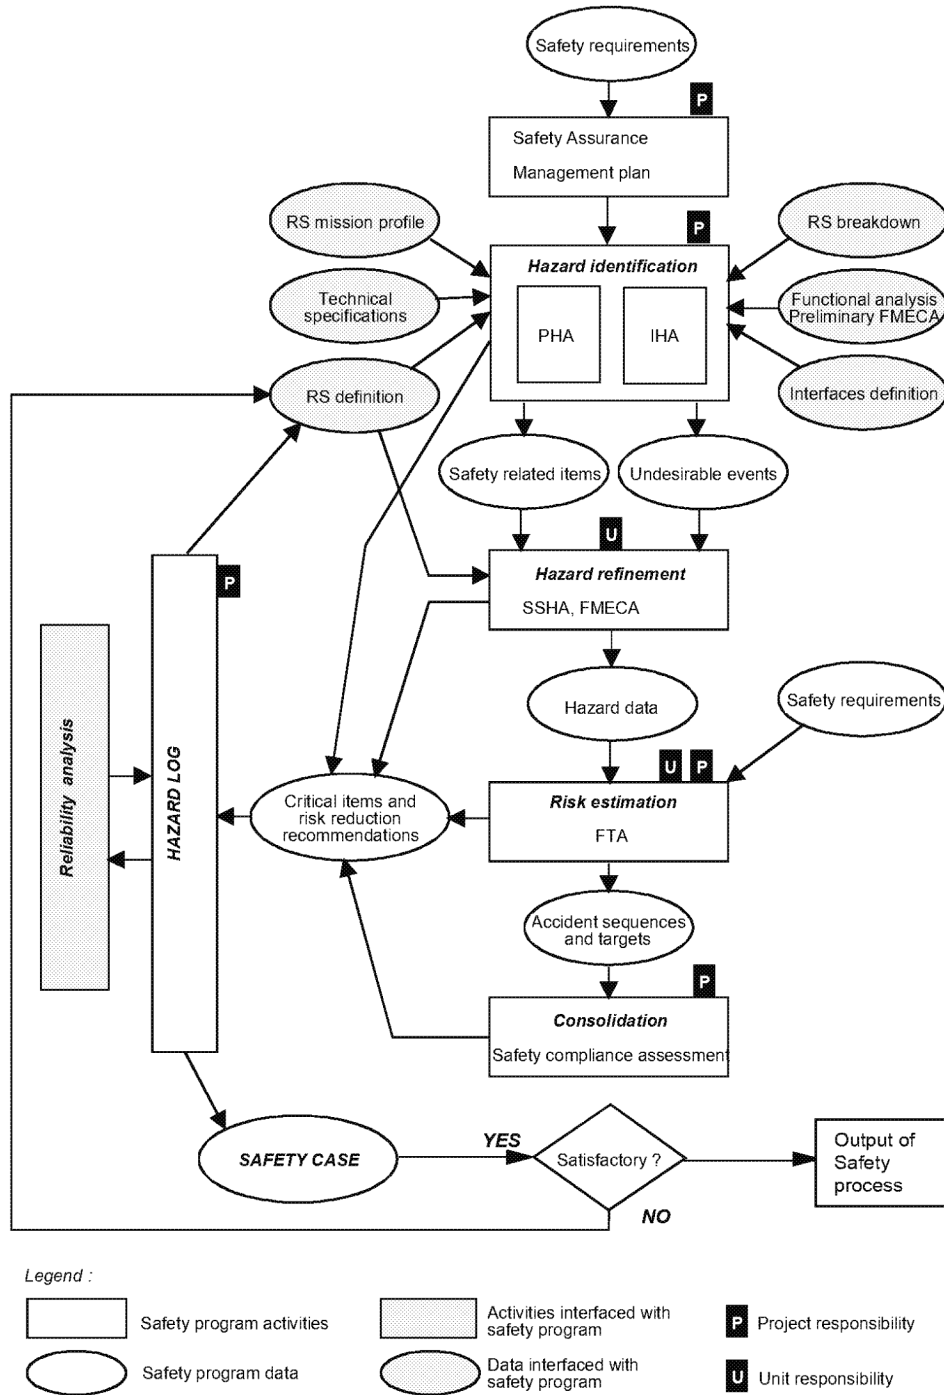 Safety requirements
P
Safety Assurance
Management plan
RS mission profile
P
RS breakdown
Hazard identification
Technical
specifications
PHA
IHA
Functional analysis
Preliminary FMECA
RS definition
Interfaces definition
Safety related items
Undesirable events
U
Hazard refinement
SSHA, FMECA
P
Hazard data
Safety requirements
U
P
Reliability analysis
HAZARD LOG
Critical items and
risk reduction
recommendations
Risk estimation
FTA
Accident sequences
and targets
P
Consolidation
Safety compliance assessment
SAFETY CASE
YES
Satisfactory ?
NO
Output of
Safety
process
Legend :
Safety program activities
Activities interfaced with
safety program
P
Project responsibility
Safety program data
Data interfaced with
safety program
U
Unit responsibility